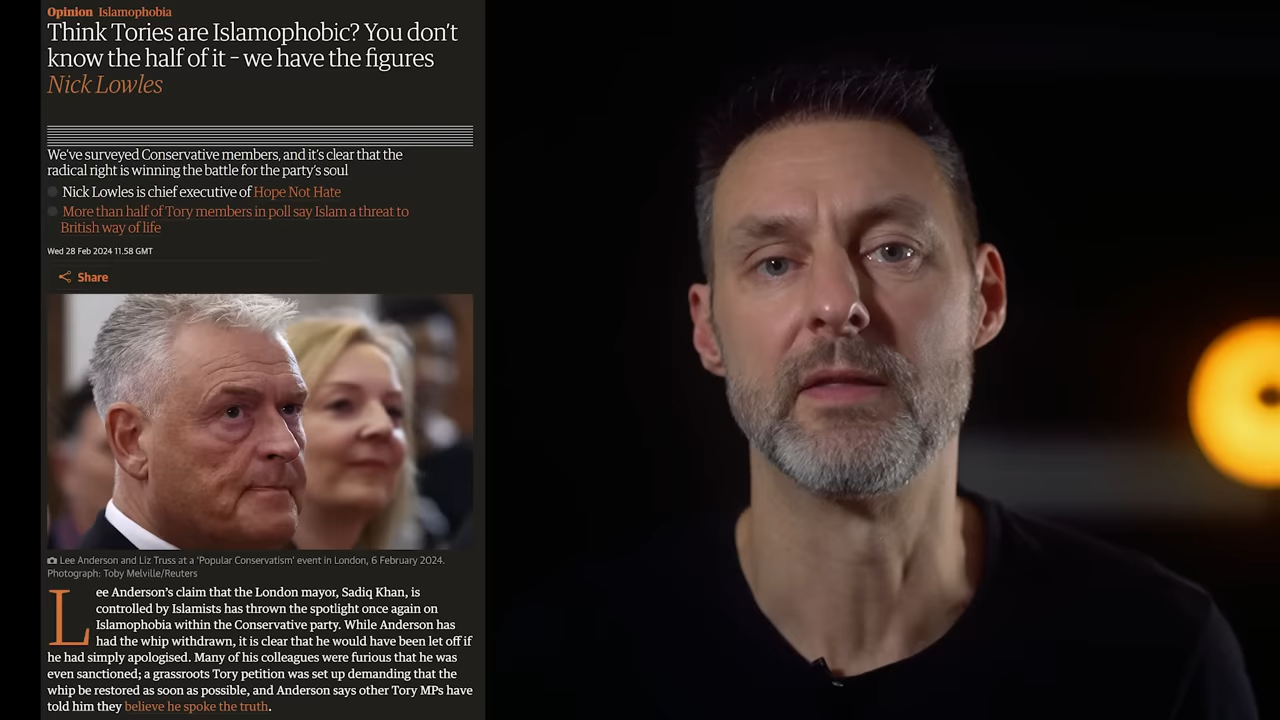 Opinion Islamophobia
Think Tories are Islamophobic? You don't
know the half of it – we have the figures
Nick Lowles
We've surveyed Conservative members, and it's clear that the
radical right is winning the battle for the party's soul
Nick Lowles is chief executive of Hope Not Hate
More than half of Tory members in poll say Islam a threat to
British way of life
Wed 28 Feb 2024 11.58 GMT
Share
Lee Anderson and Liz Truss at a 'Popular Conservatism' event in London, 6 February 2024.
Photograph: Toby Melville/Reuters
Lee Anderson's claim that the London mayor, Sadiq Khan, is
controlled by Islamists has thrown the spotlight once again on
Islamophobia within the Conservative party. While Anderson has
had the whip withdrawn, it is clear that he would have been let off if
he had simply apologised. Many of his colleagues were furious that he was
even sanctioned; a grassroots Tory petition was set up demanding that the
whip be restored as soon as possible, and Anderson says other Tory MPs have
told him they believe he spoke the truth.